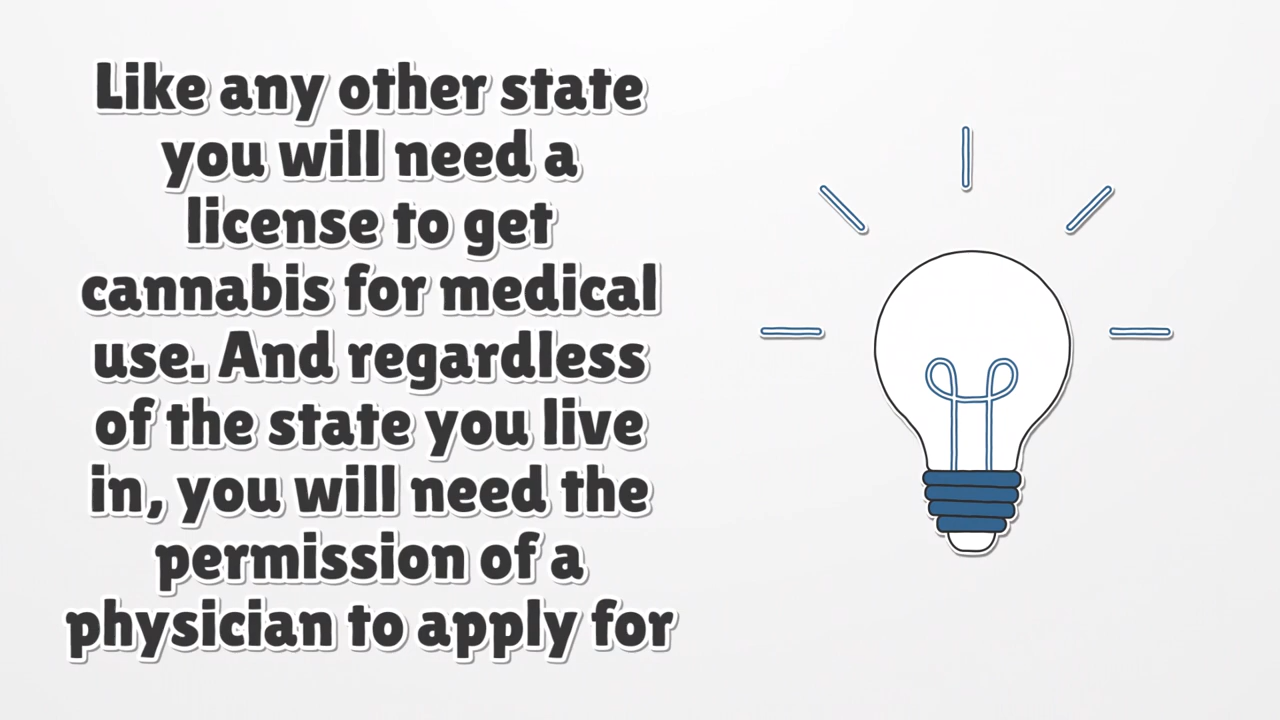 Like any other state
you will need a
license to get
cannabis for medical
use. And regardless
of the state you live
in, you will need the
permission of a
physician to apply for